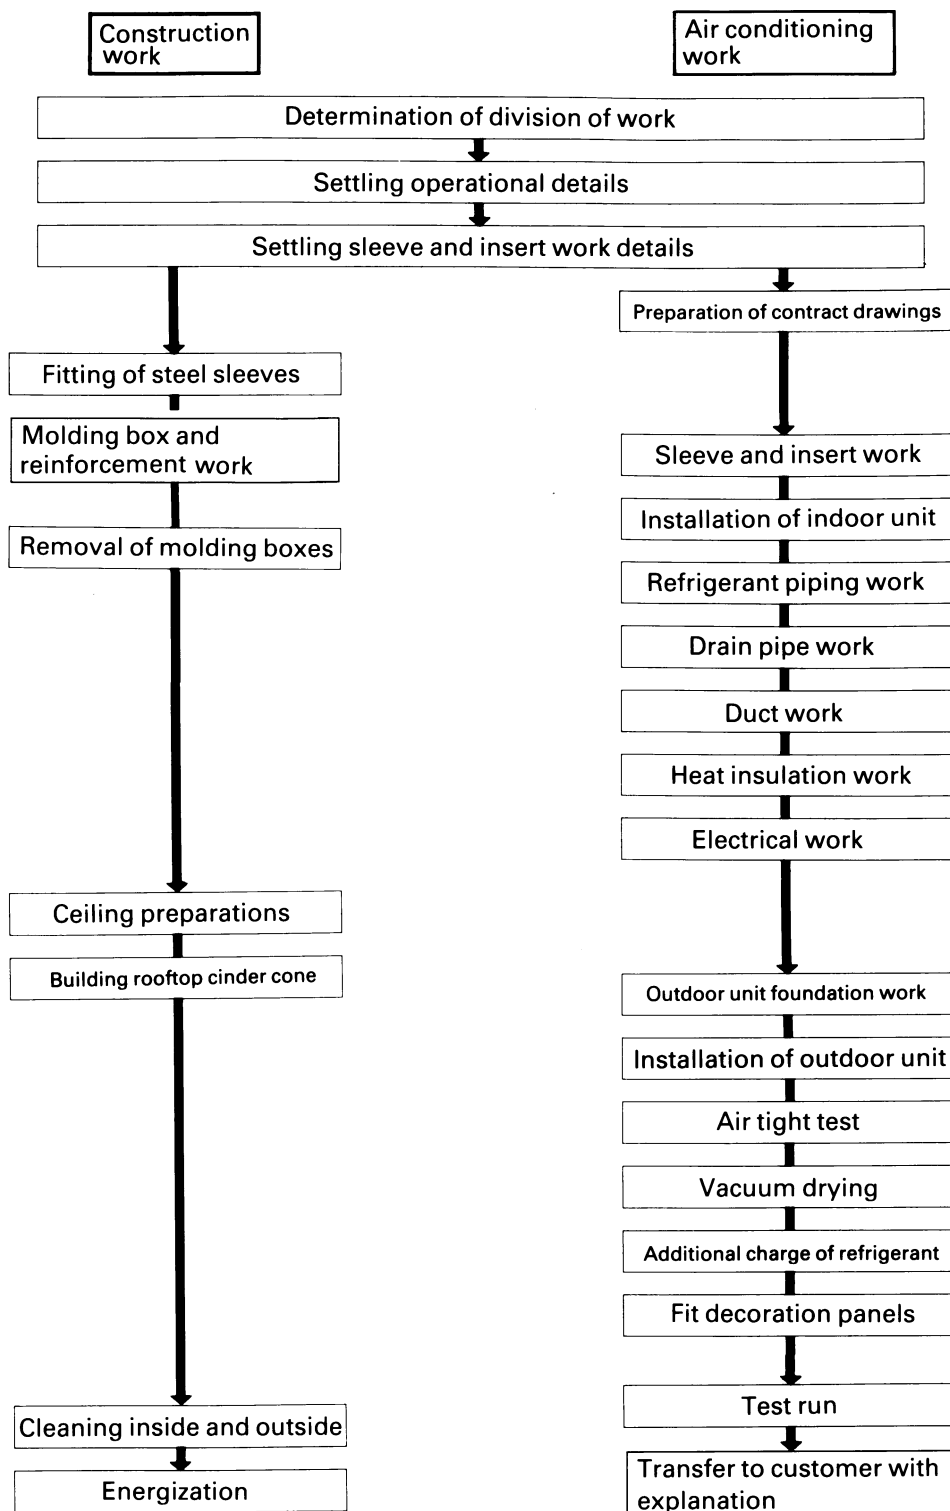 Construction
work
Air conditioning
work
Determination of division of work
Settling operational details
Settling sleeve and insert work details
Preparation of contract drawings
Fitting of steel sleeves
Molding box and
reinforcement work
Sleeve and insert work
Installation of indoor unit
Removal of molding boxes
Refrigerant piping work
Drain pipe work
Duct work
Heat insulation work
Electrical work
Ceiling preparations
Building rooftop cinder cone
Outdoor unit foundation work
Installation of outdoor unit
Air tight test
Vacuum drying
Additional charge of refrigerant
Fit decoration panels
Test run
Cleaning inside and outside
Energization
Transfer to customer with
explanation